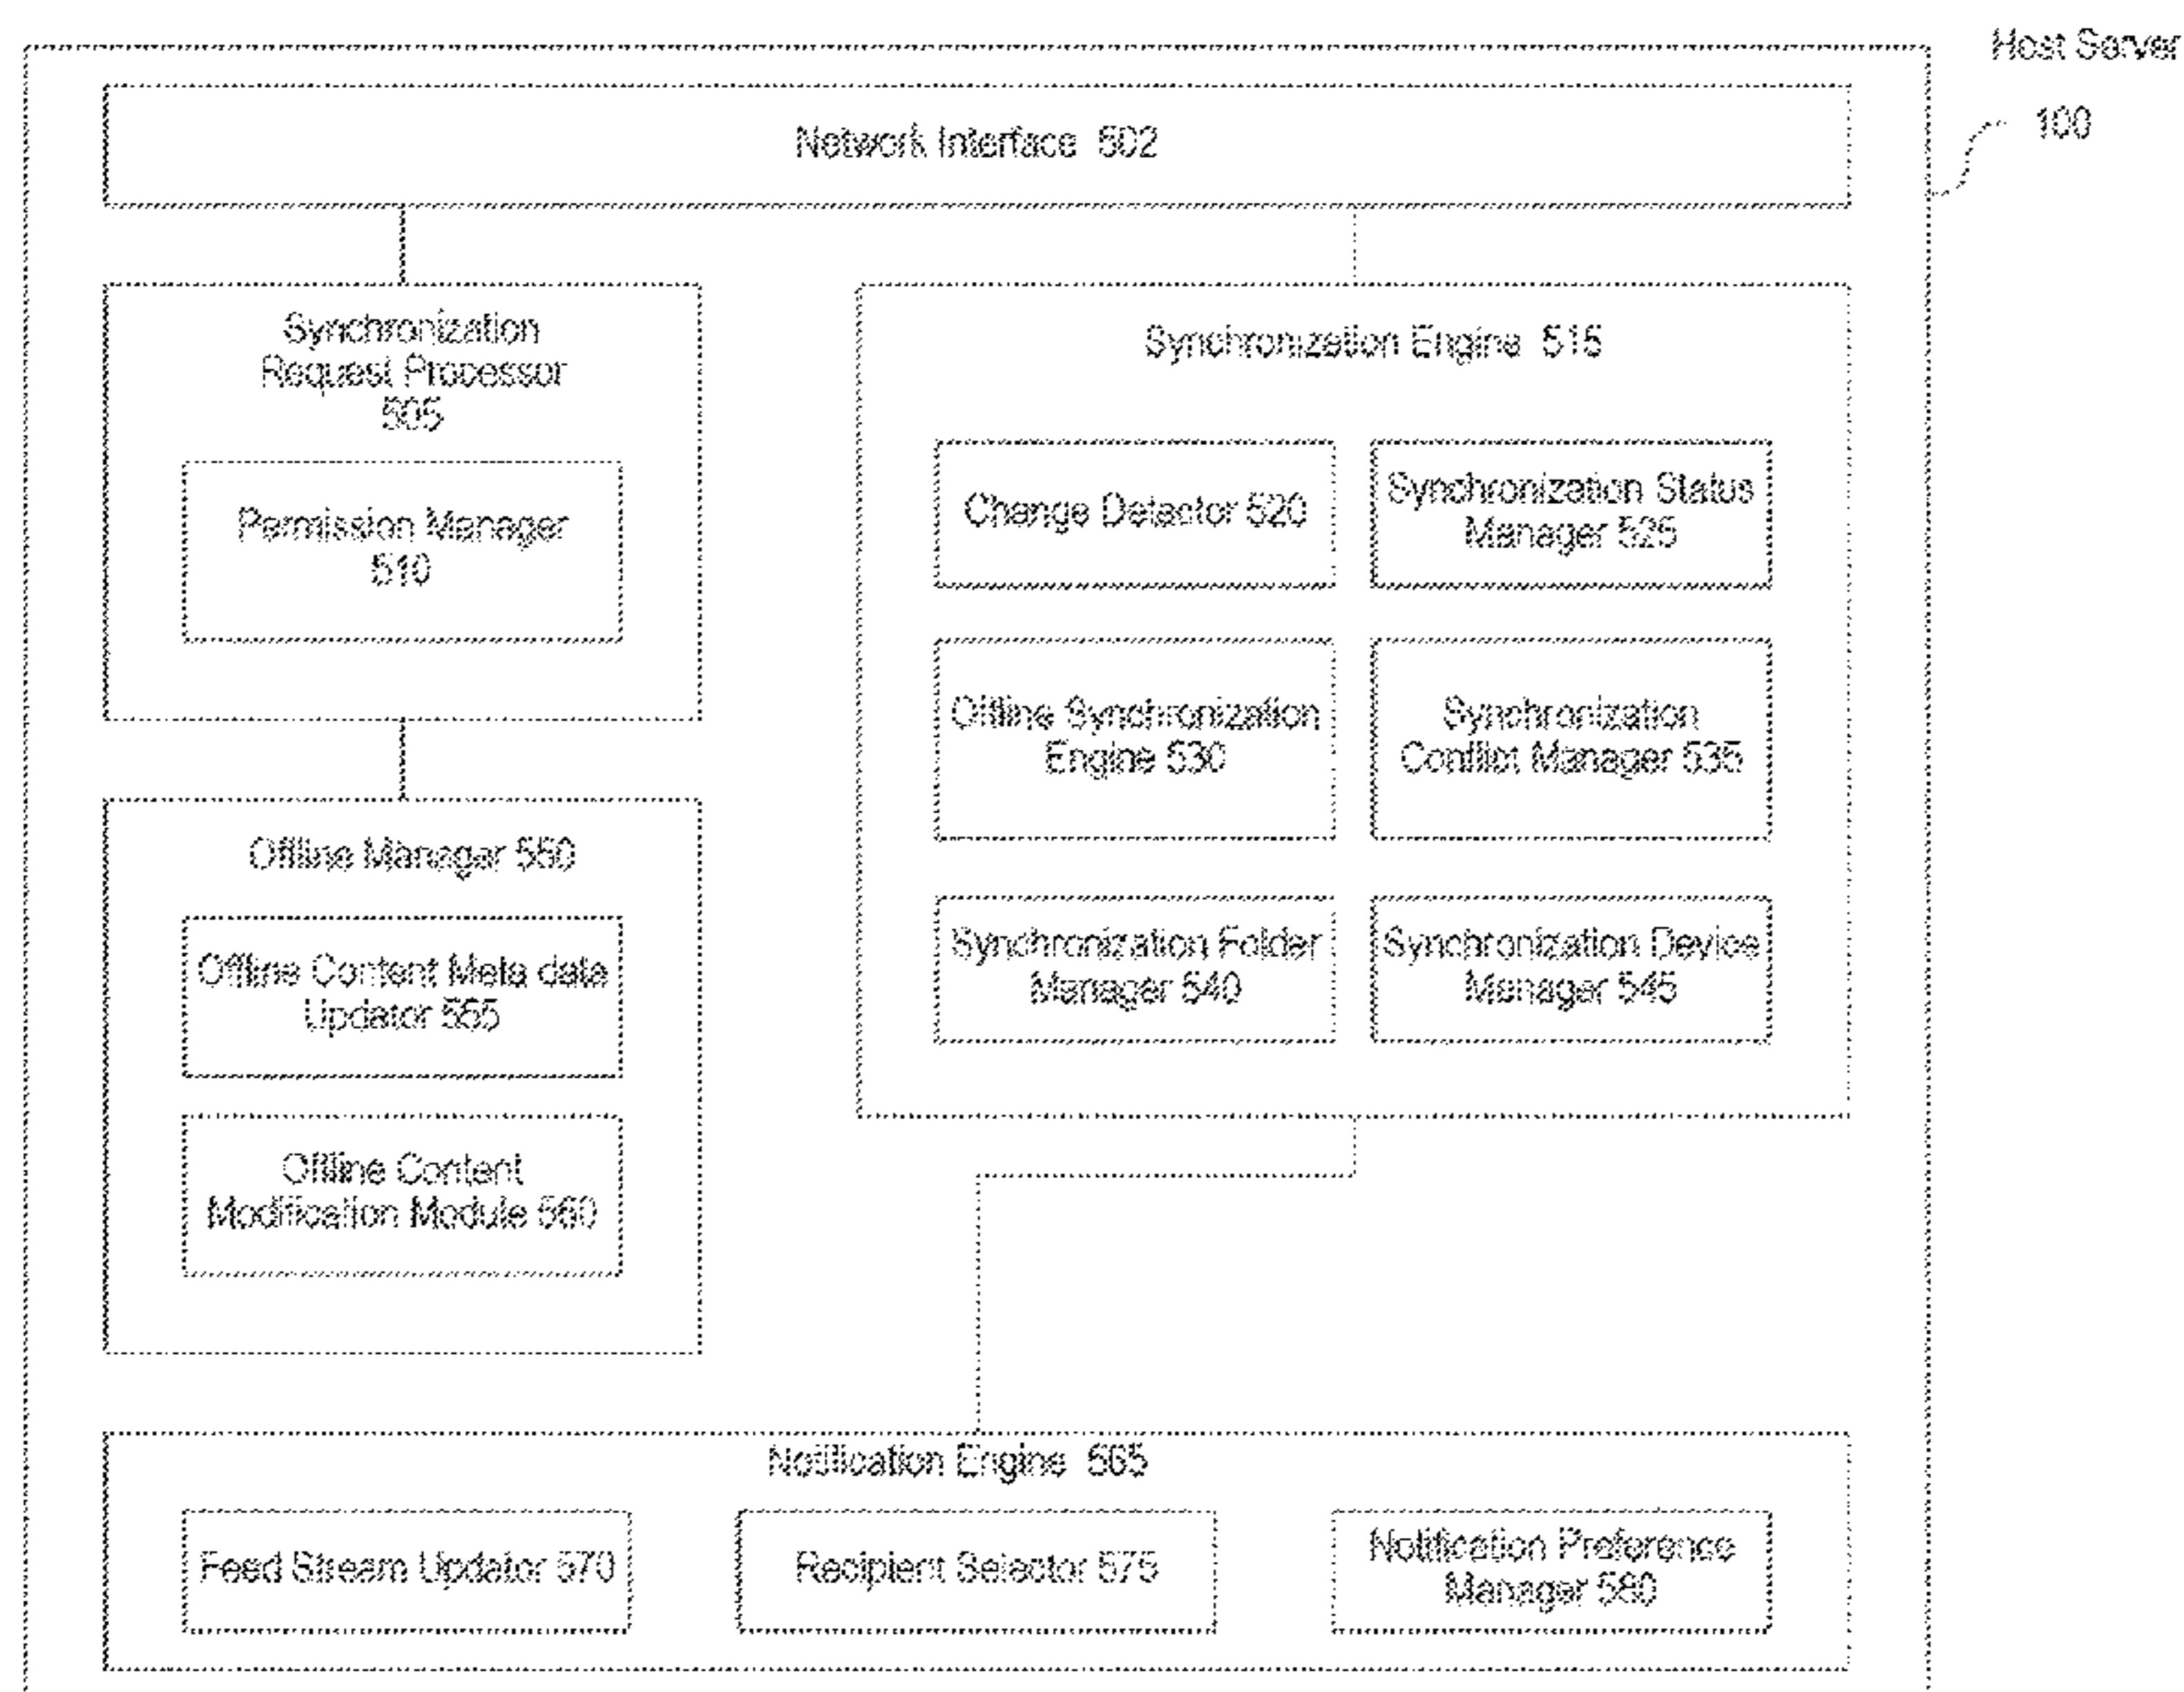 Host Server
100
Network Interface 502
Synchronization
Request Processor
505
Permission Manager
510
Synchronization Engine 515
Change Detector 520
Synchronization Status
Manager 525
Offline Synchronization
Engine 530
Synchronization
Conflict Manager 535
Synchronization Folder
Manager 540
Synchronization Device
Manager 545
Offline Manager 550
Offline Content Meta data
Updator 555
Offline Content
Modification Module 560
Notification Engine 565
Feed Stream Updator 570
Recipient Selector 575
Notification Preference
Manager 580